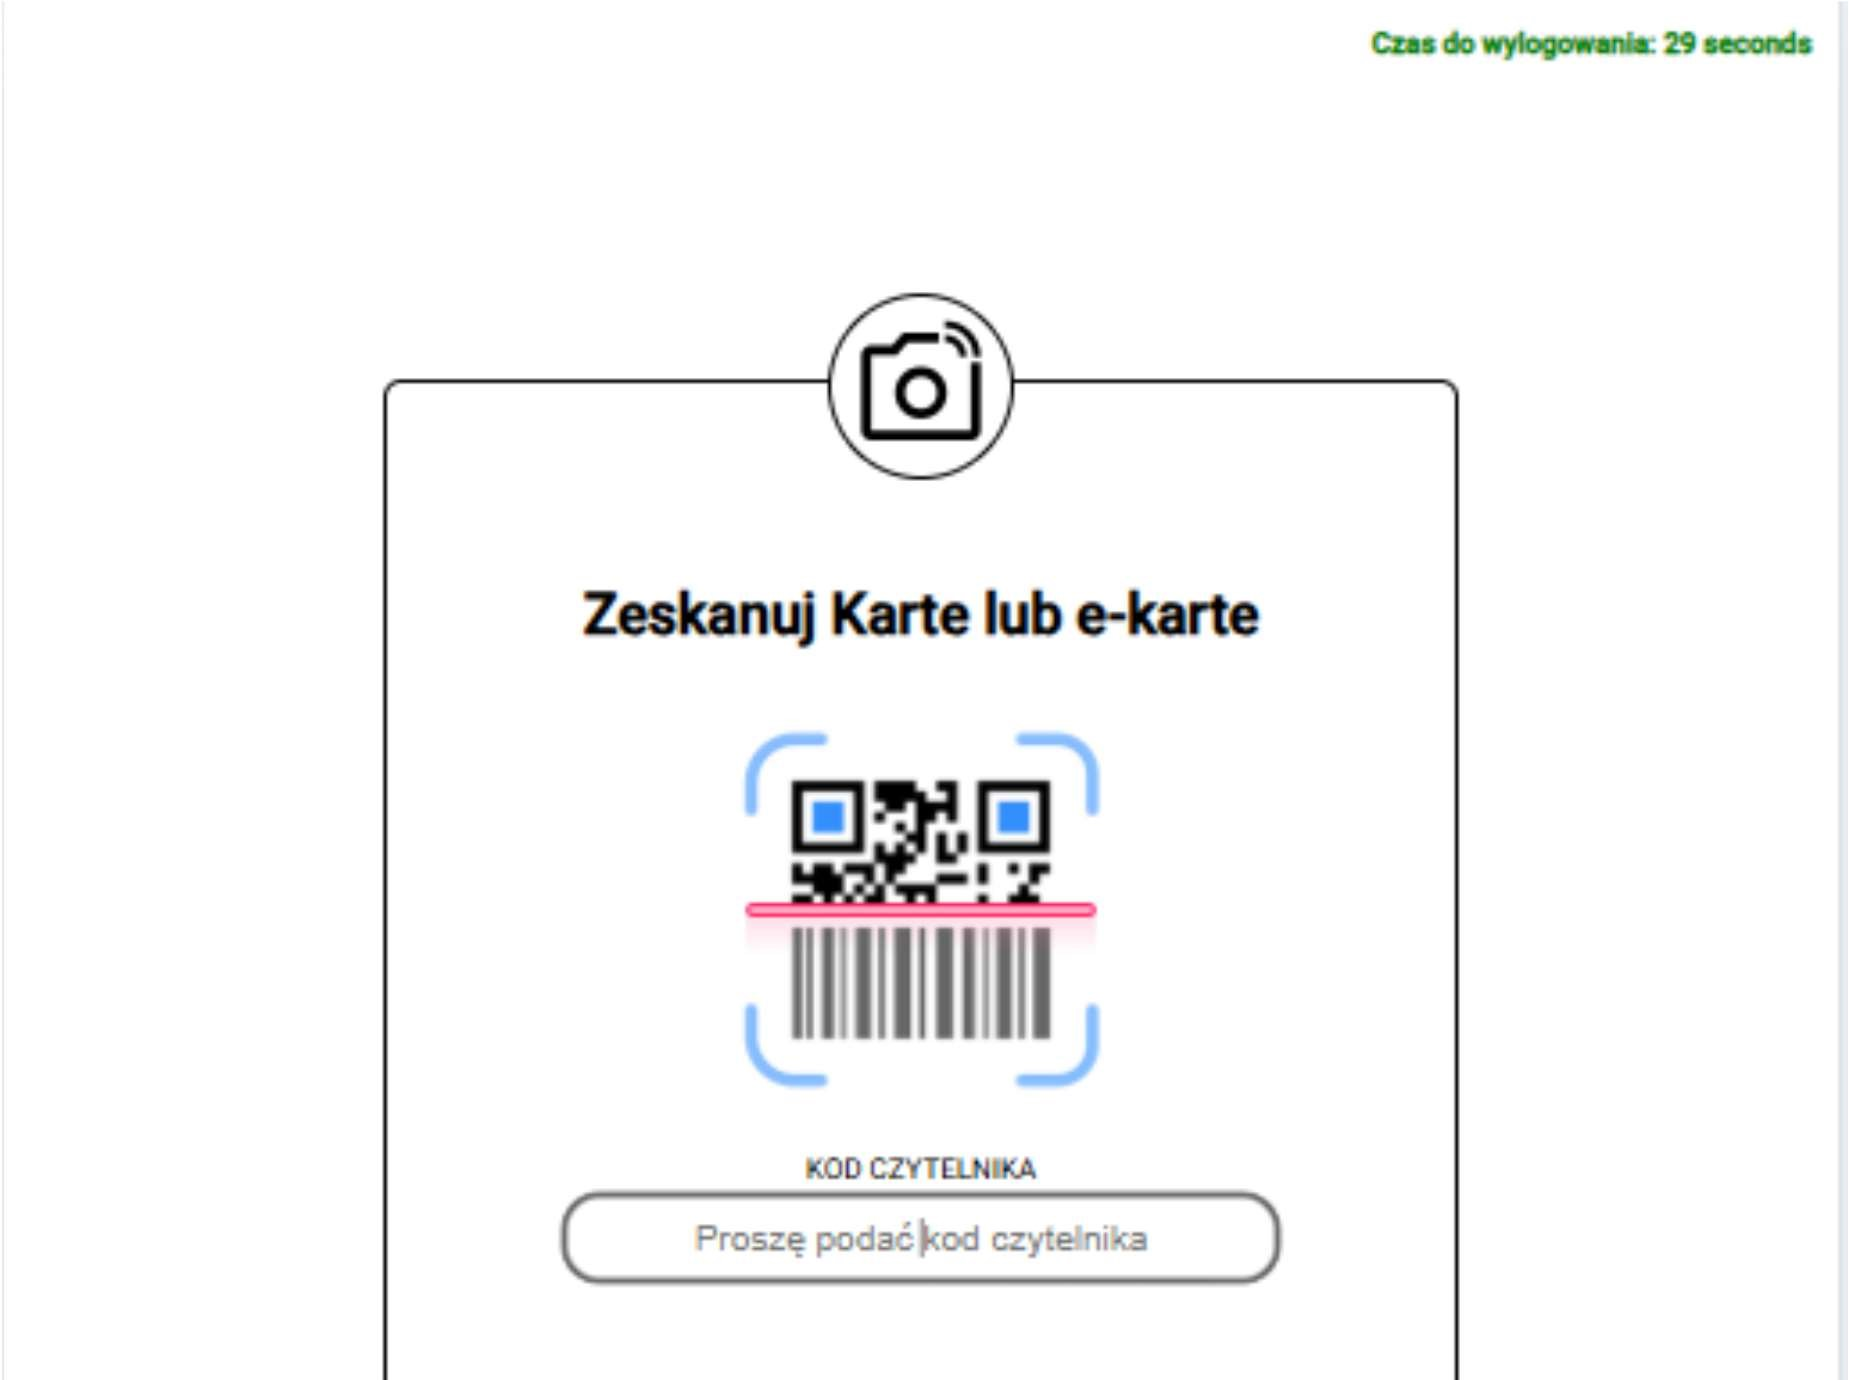 Czas do wylogowania: 29 seconds
Zeskanuj Karte lub e-karte
KOD CZYTELNIKA
Proszę podać kod czytelnika